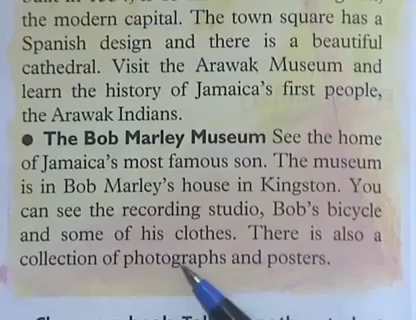 the modern capital. The town square has a
Spanish design and there is a beautiful
cathedral. Visit the Arawak Museum and
learn the history of Jamaica's first people,
the Arawak Indians.
● The Bob Marley Museum See the home
of Jamaica's most famous son. The museum
is in Bob Marley's house in Kingston. You
can see the recording studio, Bob's bicycle
and some of his clothes. There is also a
collection of photographs and posters.